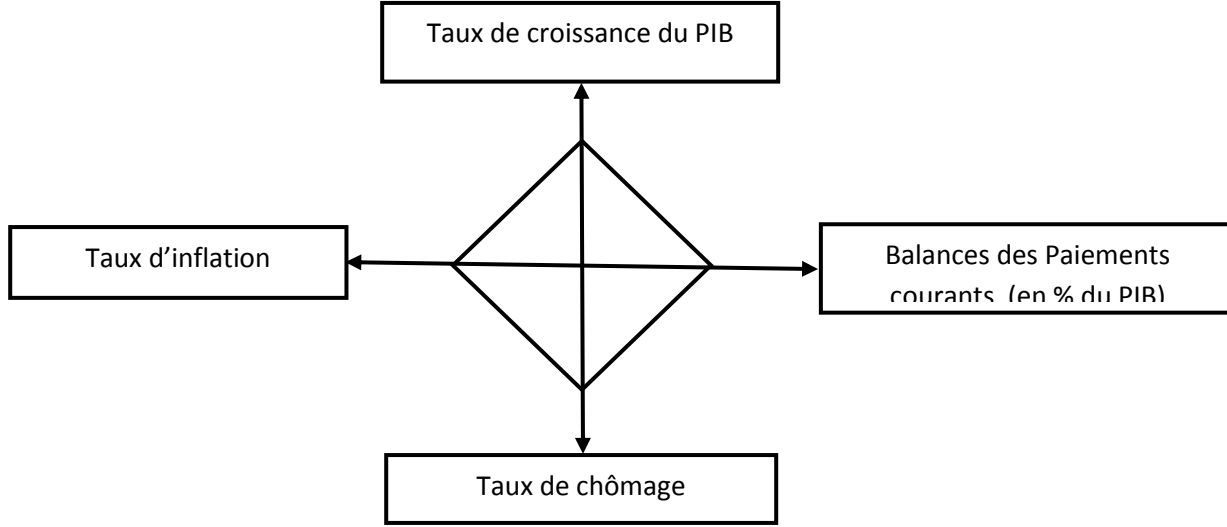 Taux de croissance du PIB
Taux d’inflation
Balances des Paiements
courants (en % du PIB)
Taux de chômage